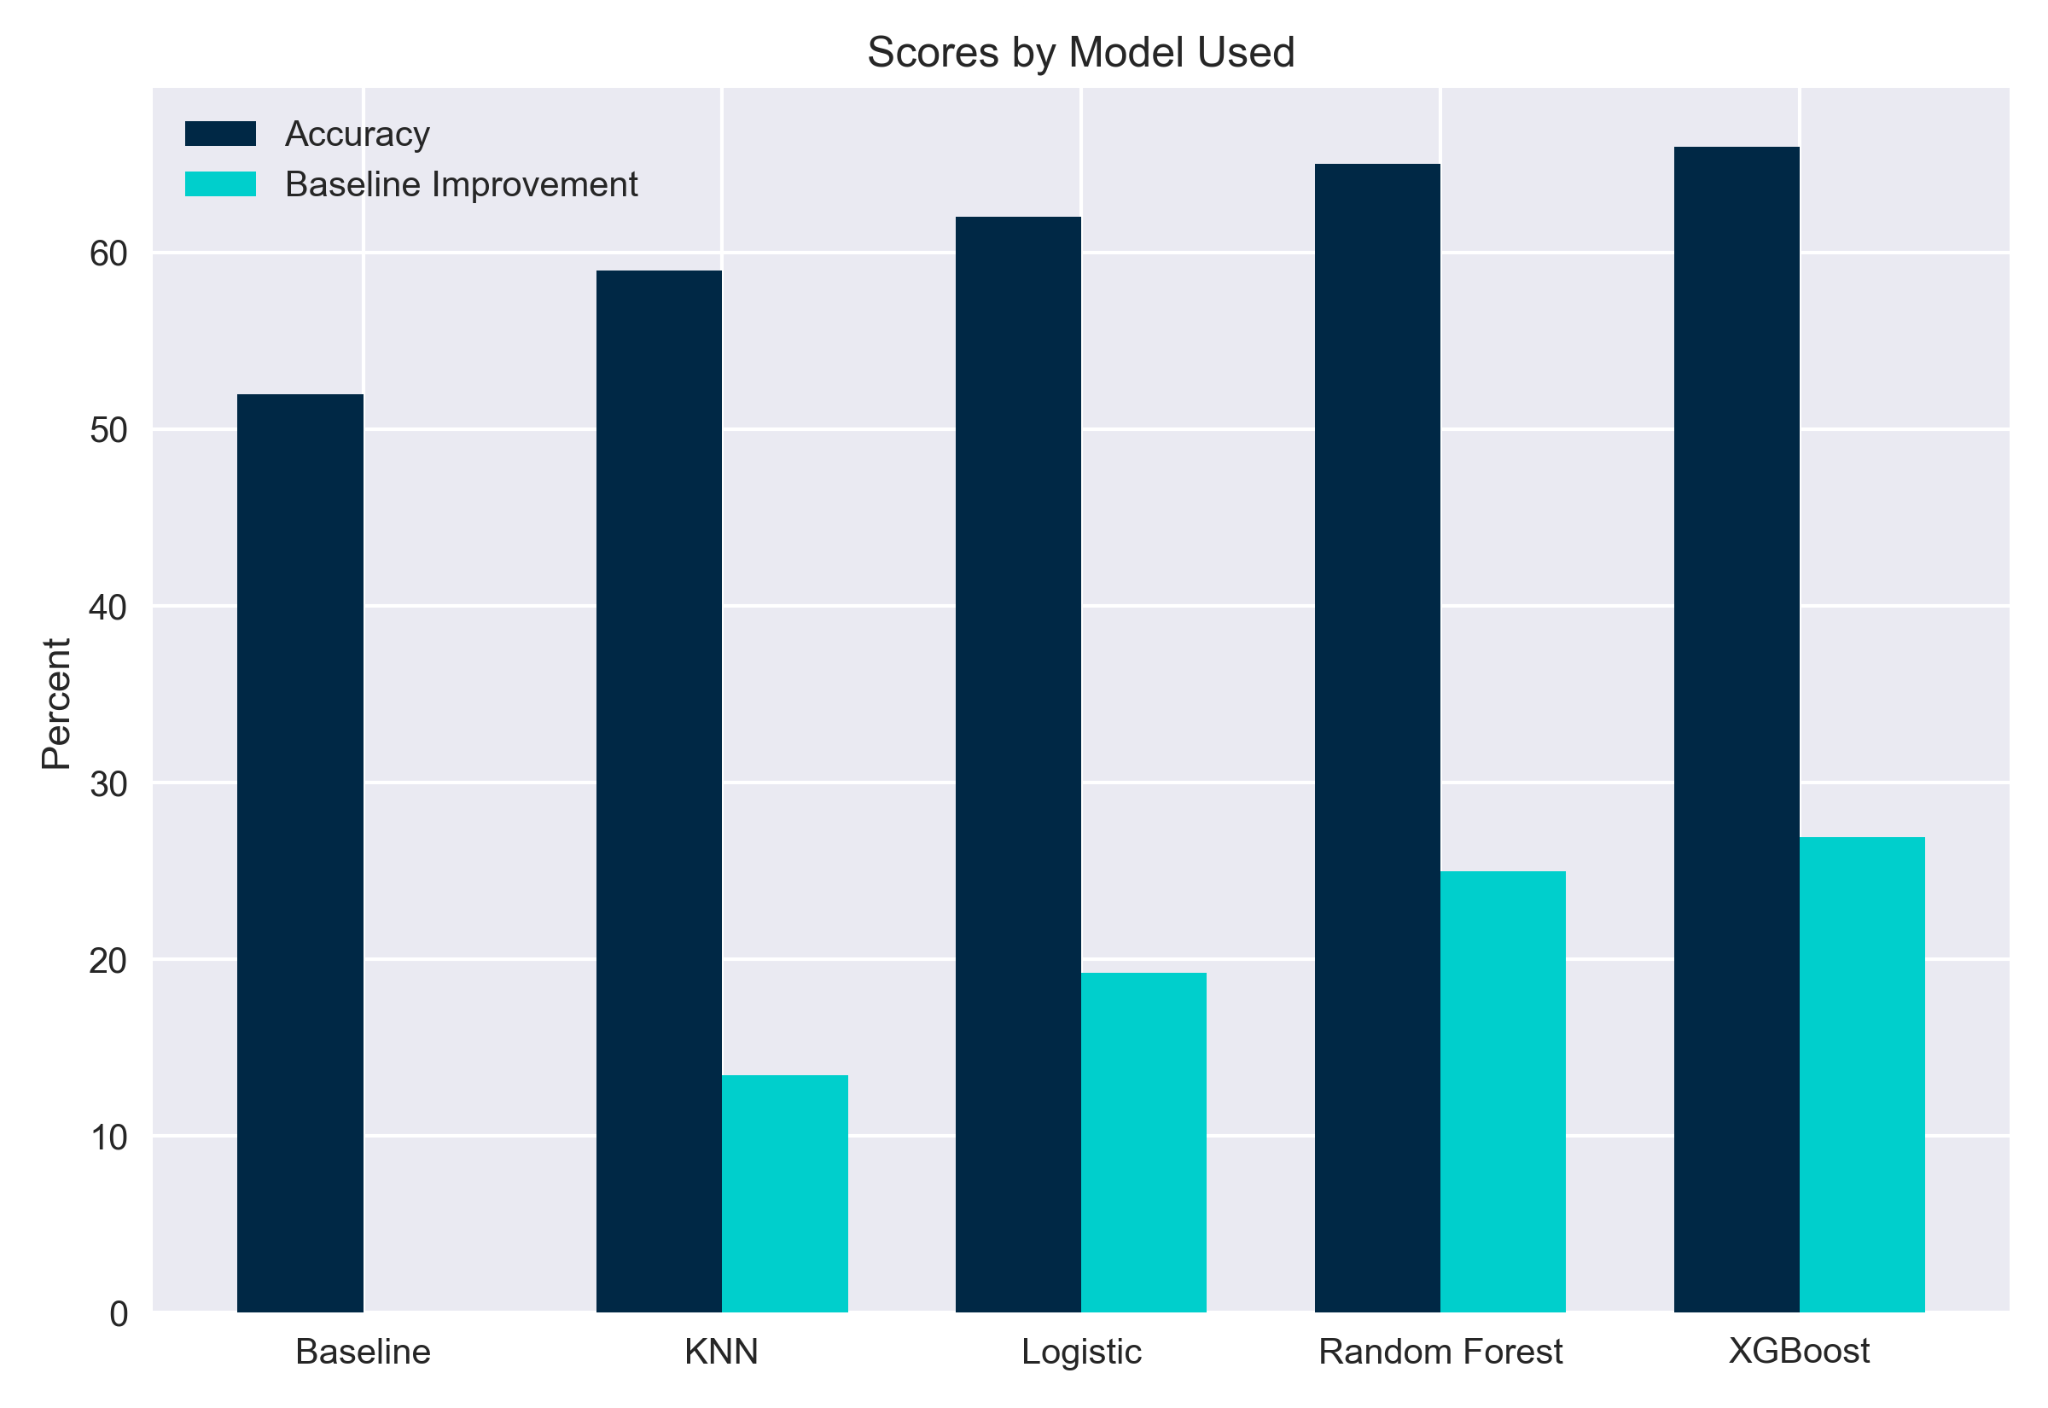 Scores by Model Used
Accuracy
Baseline Improvement
Percent
60
50
40
30
20
10
0
Baseline
KNN
Logistic
Random Forest
XGBoost